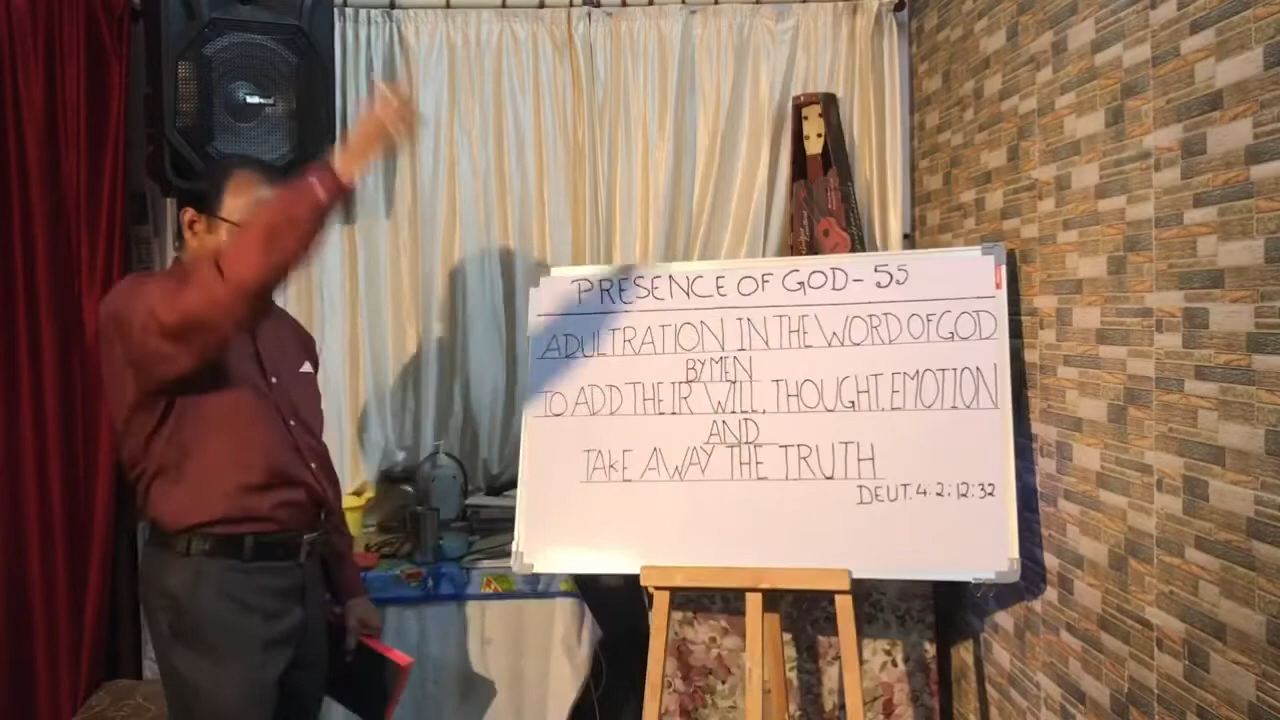 PRESENCE OF GOD - 55
ADULTRATION IN THE WORD OF GOD
BY MEN
TO ADD THEIR WILL, THOUGHT, EMOTION
AND
TAKE AWAY THE TRUTH
DEUT. 4:2:12:32